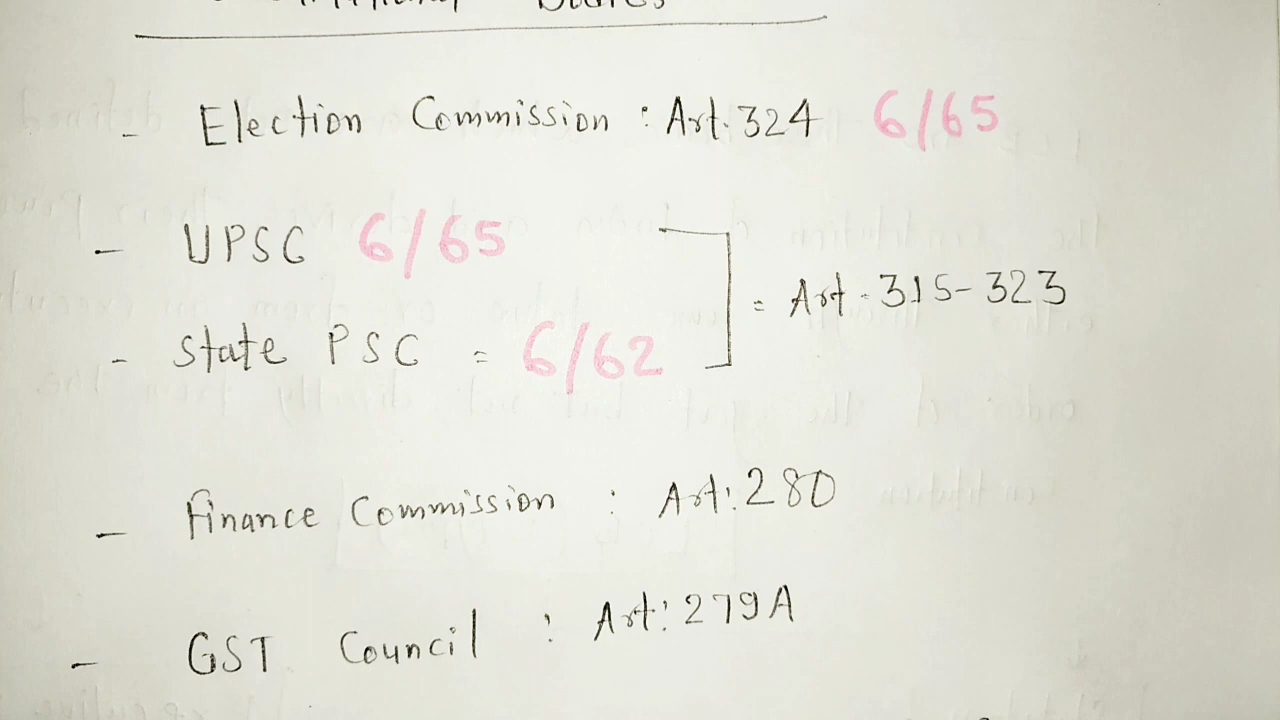 Bodies
- Election Commission : Art. 324 6/65
- UPSC 6/65
= Art - 315-323
- State PSC = 6/62
- Finance Commission : Art: 280
- GST Council : Art: 279A